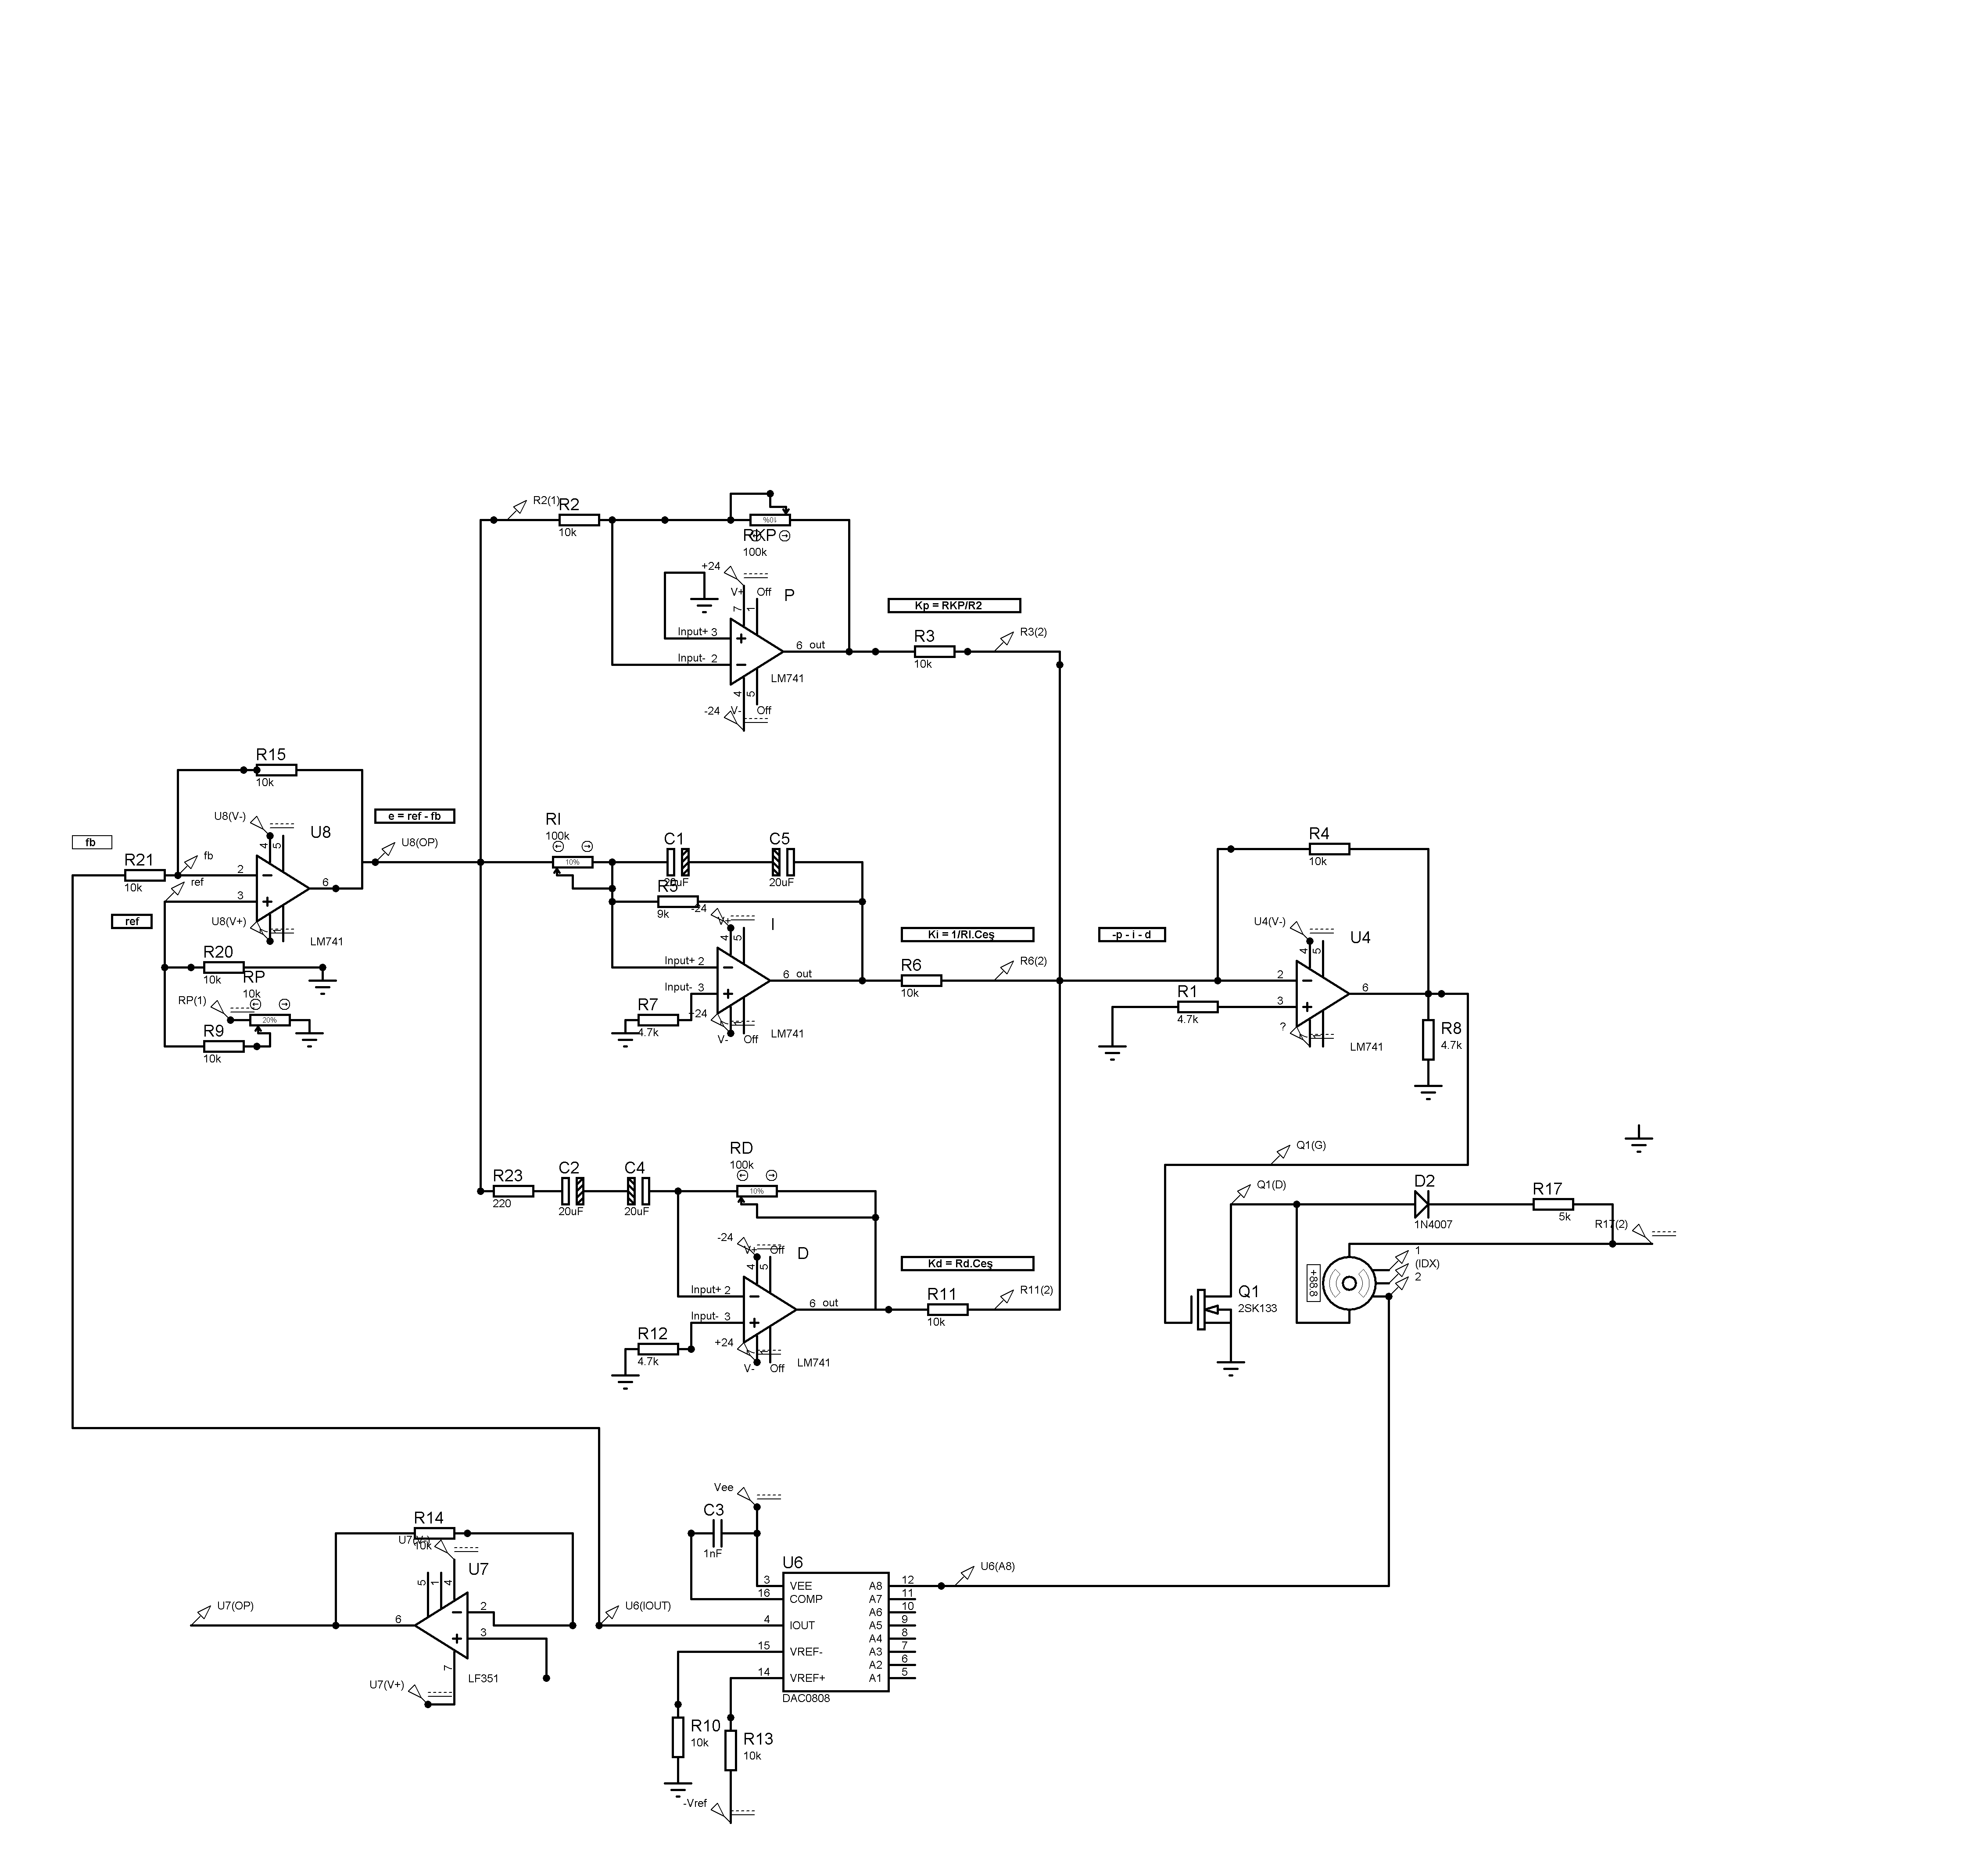 R2(1)
R2
10k
10%
RKP
100k
+24
V+
Off
P
7
1
Input+ 3
Input- 2
6 out
LM741
4
5
-24
V-
Off
Kp = RKP/R2
R3
10k
R3(2)
R15
10k
U8(V-)
U8
4
5
e = ref - fb
U8(OP)
fb
R21
10k
fb
ref
2
3
6
ref
U8(V+)
LM741
R20
10k
RP
10k
RP(1)
20%
R9
10k
RI
100k
10%
C1
20uF
C5
20uF
R5
9k
-24
V+
4
5
I
Input+ 2
Input- 3
6 out
R7
4.7k
+24
V-
Off
LM741
Ki = 1/RI.Ceş
R6
10k
R6(2)
-p - i - d
R4
10k
U4(V-)
U4
4
5
2
3
6
R1
4.7k
?
LM741
R8
4.7k
R23
220
C2
20uF
C4
20uF
RD
100k
10%
-24
V+
Off
D
4
5
Input+ 2
Input- 3
6 out
R12
4.7k
+24
V-
Off
LM741
Kd = Rd.Ceş
R11
10k
R11(2)
Q1(G)
Q1(D)
D2
1N4007
R17
5k
R17(2)
1
(IDX)
2
+88.8
Q1
2SK133
Vee
C3
1nF
R14
10k
U7
5
1
4
2
3
6
7
U7(OP)
LF351
U7(V+)
U6(IOUT)
U6
3 VEE
16 COMP
4 IOUT
15 VREF-
14 VREF+
A8 12
A7 11
A6 10
A5 9
A4 8
A3 7
A2 6
A1 5
DAC0808
U6(A8)
R10
10k
R13
10k
-Vref